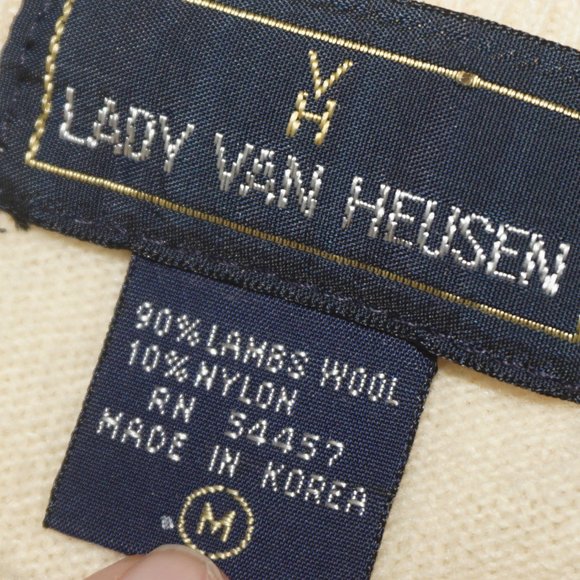 VH
LADY VAN HEUSEN
90% LAMBS WOOL
10% NYLON
RN 54457
MADE IN KOREA
M